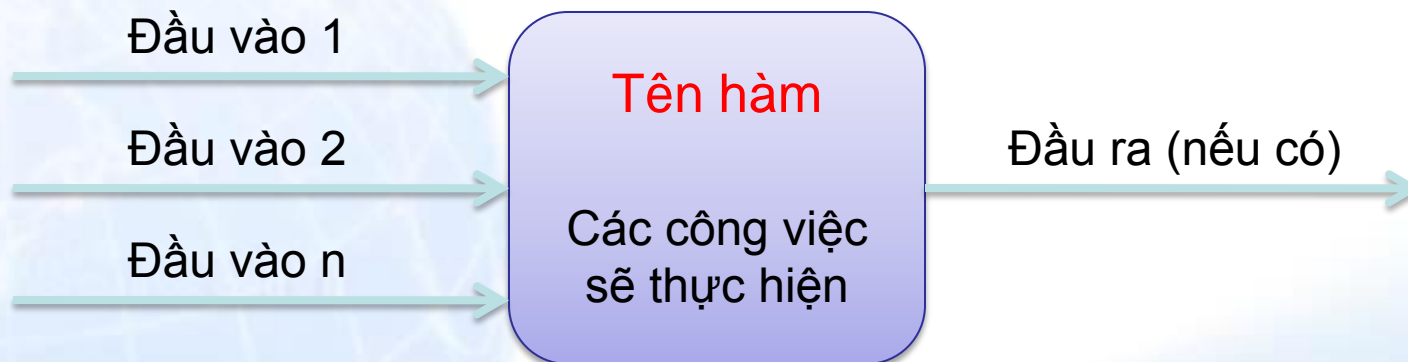 Đầu vào 1
Đầu vào 2
Đầu vào n
Tên hàm
Các công việc
sẽ thực hiện
Đầu ra (nếu có)